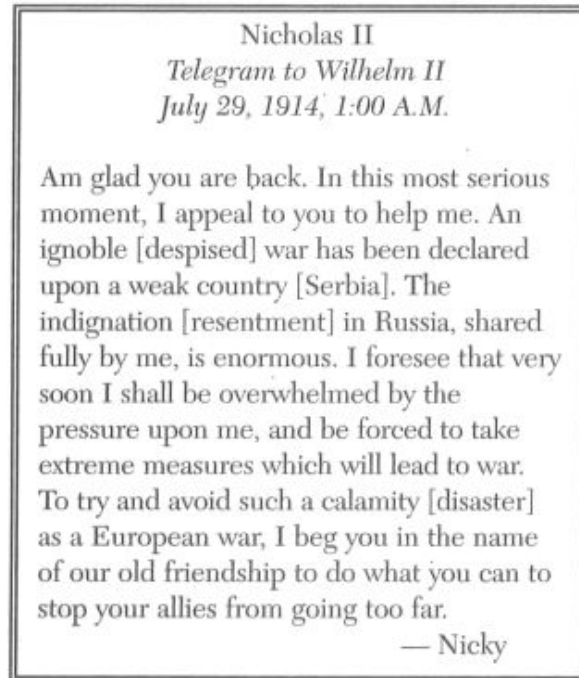 Nicholas II
Telegram to Wilhelm II
July 29, 1914, 1:00 A.M.
Am glad you are back. In this most serious
moment, I appeal to you to help me. An
ignoble [despised] war has been declared
upon a weak country [Serbia]. The
indignation [resentment] in Russia, shared
fully by me, is enormous. I foresee that very
soon I shall be overwhelmed by the
pressure upon me, and be forced to take
extreme measures which will lead to war.
To try and avoid such a calamity [disaster]
as a European war, I beg you in the name
of our old friendship to do what you can to
stop your allies from going too far.
— Nicky